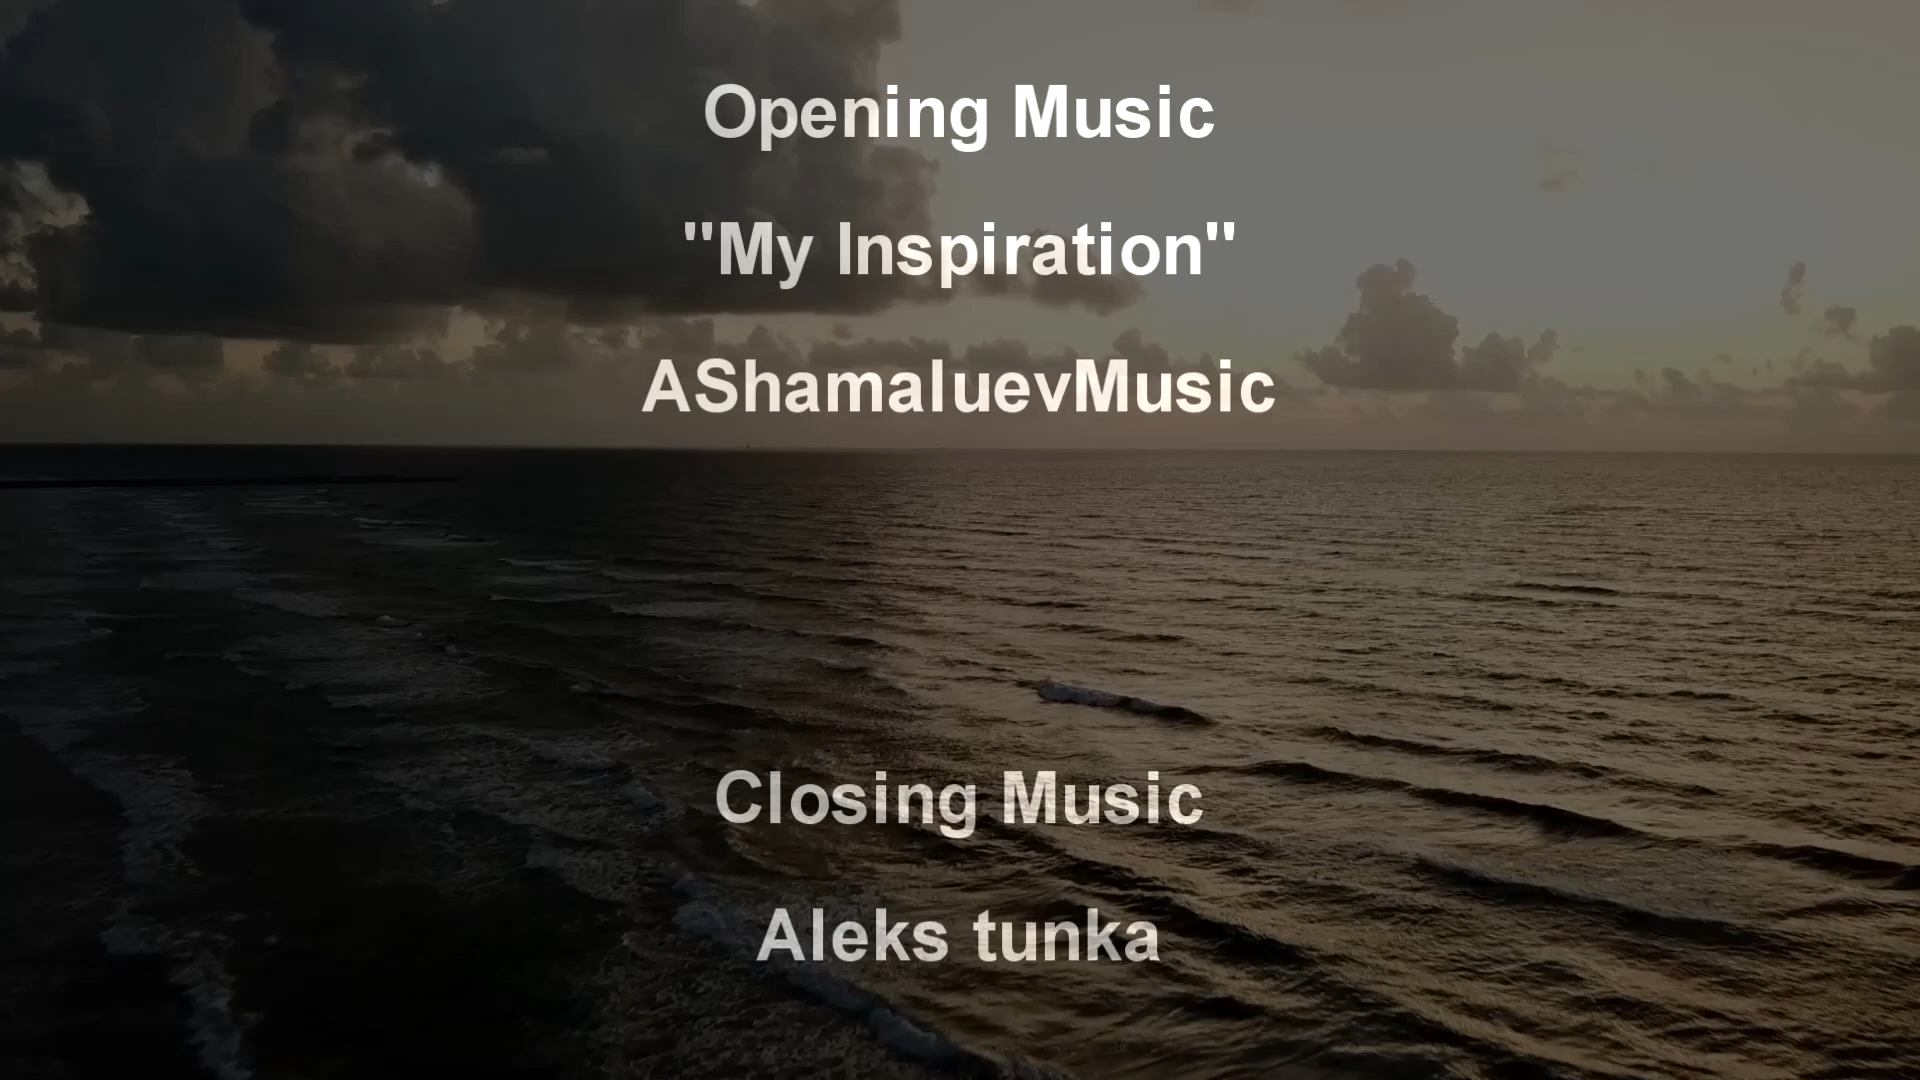 Opening Music
"My Inspiration"
AShamaluevMusic
Closing Music
Aleks tunka